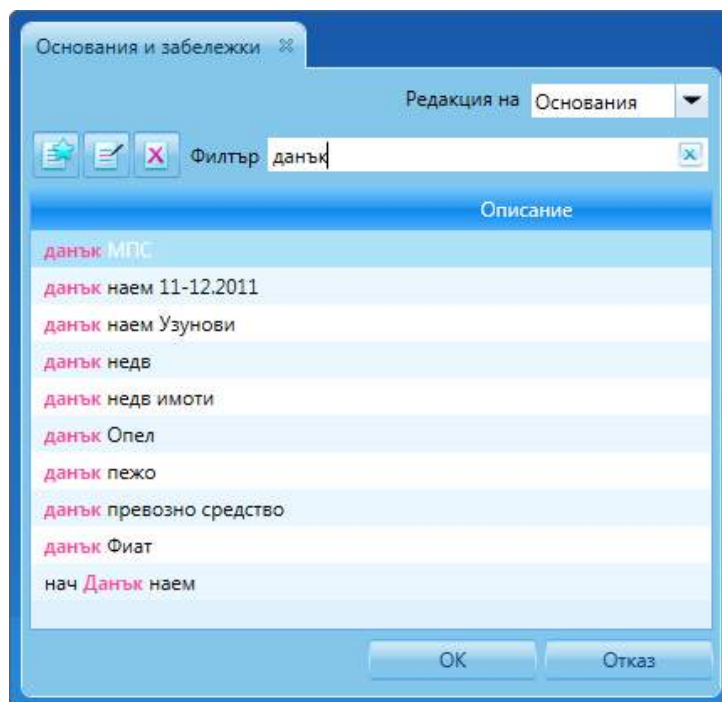 Основания и забележки
Редакция на Основания
Филтър данък
Описание
данък МПС
данък наем 11-12.2011
данък наем Узунови
данък недв
данък недв имоти
данък Опел
данък пежо
данък превозно средство
данък Фиат
нач Данък наем
ОК Отказ